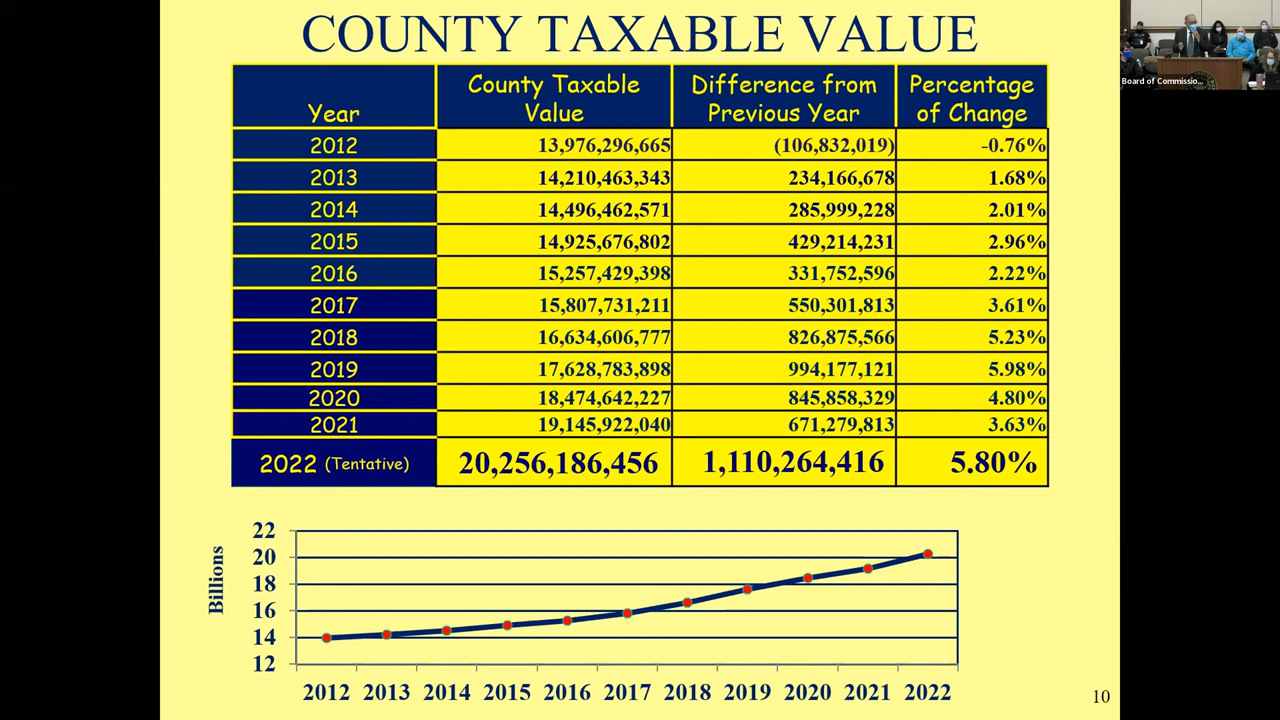 COUNTY TAXABLE VALUE
Year County Taxable Value Difference from Previous Year Percentage of Change
2012 13,976,296,665 (106,832,019) -0.76%
2013 14,210,463,343 234,166,678 1.68%
2014 14,496,462,571 285,999,228 2.01%
2015 14,925,676,802 429,214,231 2.96%
2016 15,257,429,398 331,752,596 2.22%
2017 15,807,731,211 550,301,813 3.61%
2018 16,634,606,777 826,875,566 5.23%
2019 17,628,783,898 994,177,121 5.98%
2020 18,474,642,227 845,858,329 4.80%
2021 19,145,922,040 671,279,813 3.63%
2022 (Tentative) 20,256,186,456 1,110,264,416 5.80%
Billions
22
20
18
16
14
12
2012 2013 2014 2015 2016 2017 2018 2019 2020 2021 2022
10
Board of Commissio...